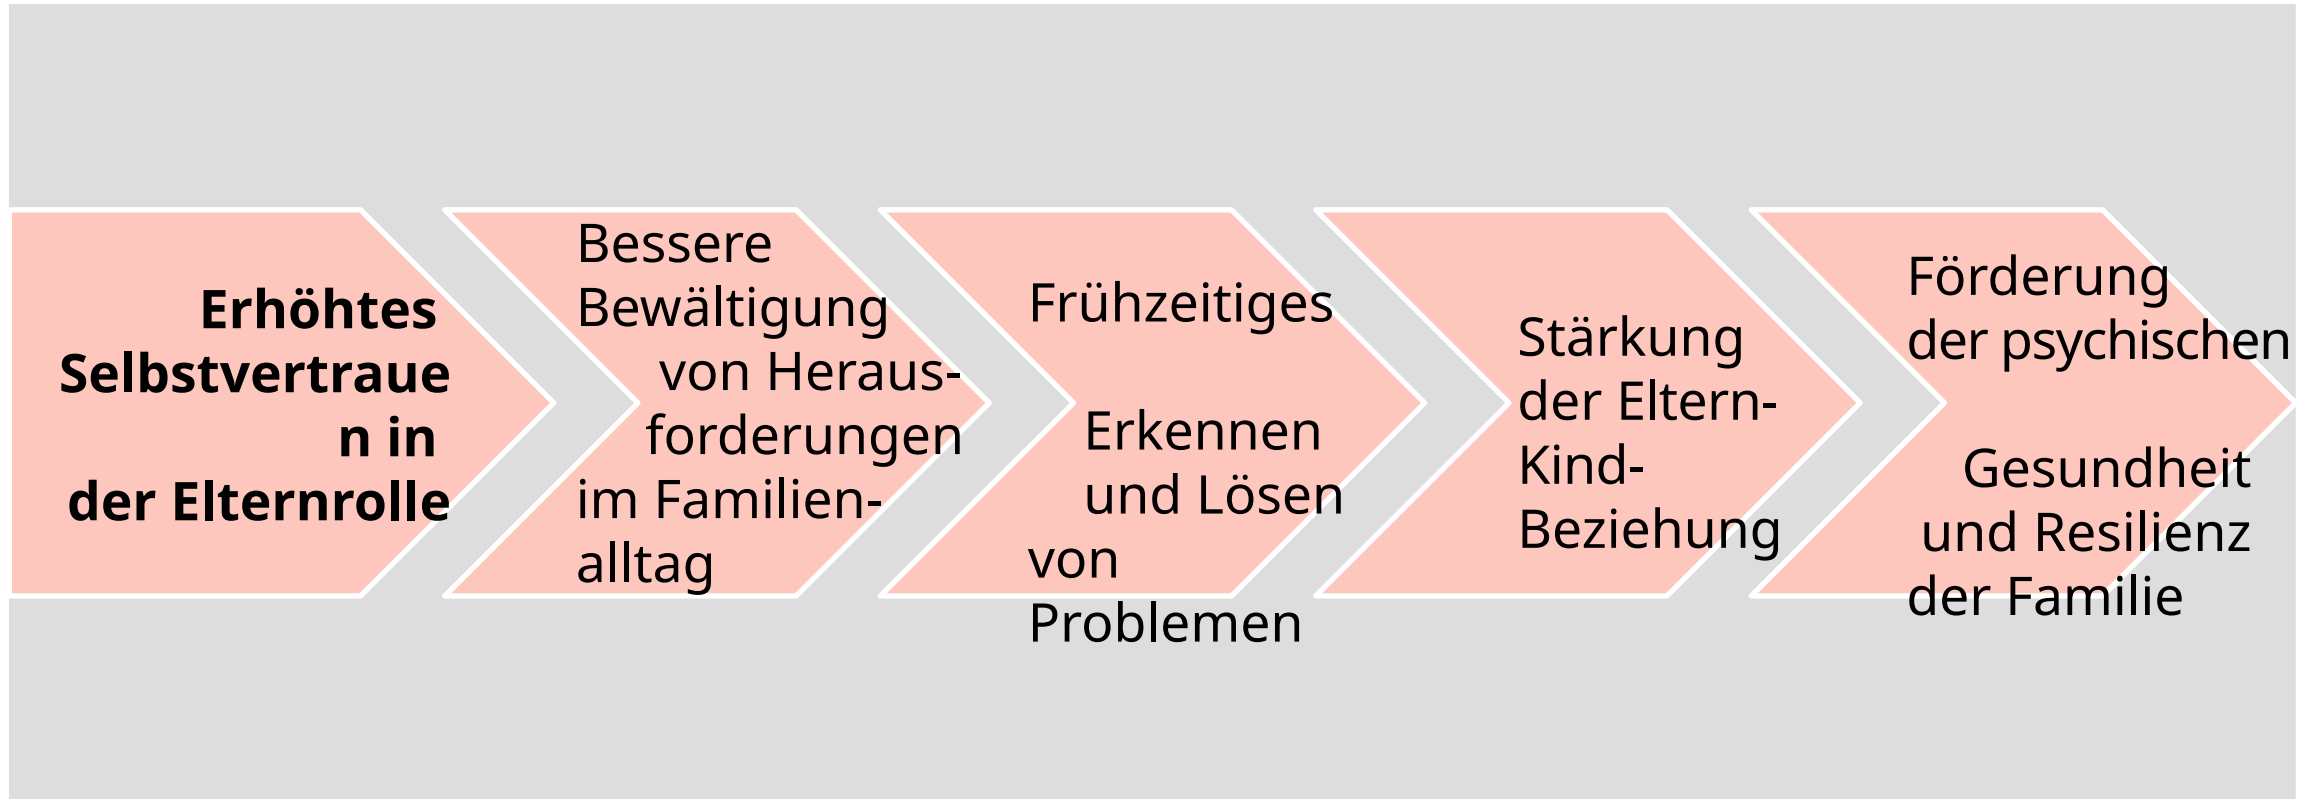 Erhöhtes
Selbstvertraue
n in
der Elternrolle
Bessere
Bewältigung
von Heraus-
forderungen
im Familien-
alltag
Frühzeitiges
Erkennen
und Lösen
von
Problemen
Stärkung
der Eltern-
Kind-
Beziehung
Förderung
der psychischen
Gesundheit
und Resilienz
der Familie